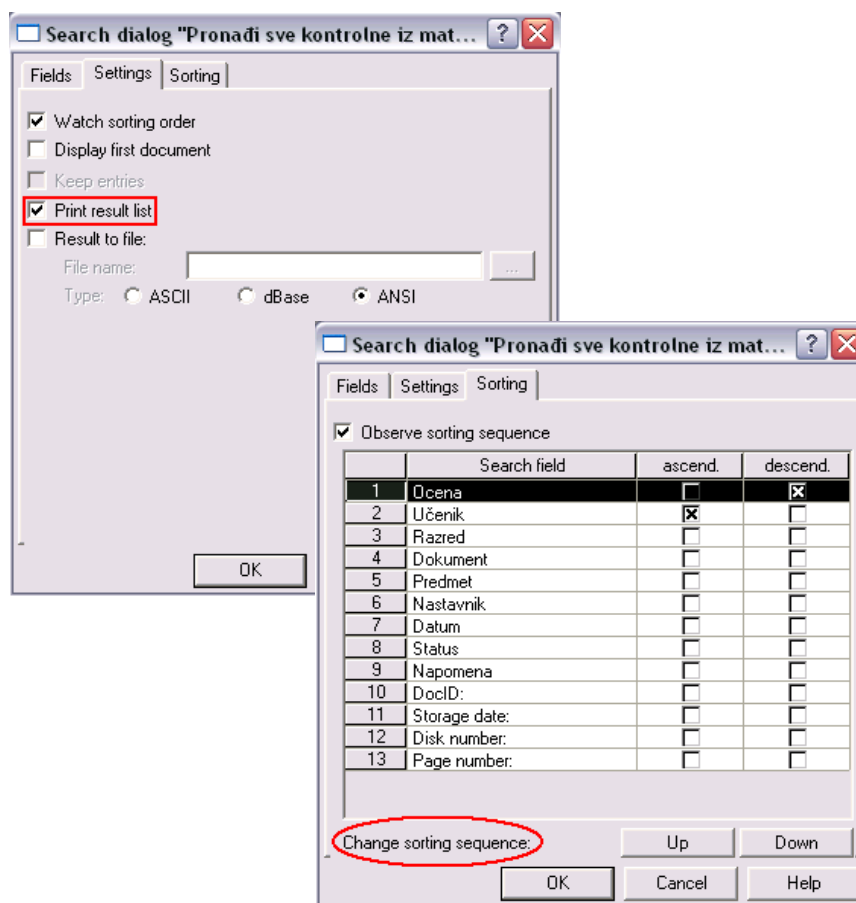 Search dialog "Pronađi sve kontrolne iz mat...
Fields Settings Sorting
Watch sorting order
Display first document
Keep entries
Print result list
Result to file:
File name: ...
Type: ASCII dBase ANSI
OK
Search dialog "Pronađi sve kontrolne iz mat...
Fields Settings Sorting
Observe sorting sequence
Search field ascend. descend.
1 Ocena
2 Učenik
3 Razred
4 Dokument
5 Predmet
6 Nastavnik
7 Datum
8 Status
9 Napomena
10 DocID:
11 Storage date:
12 Disk number:
13 Page number:
Change sorting sequence: Up Down
OK Cancel Help